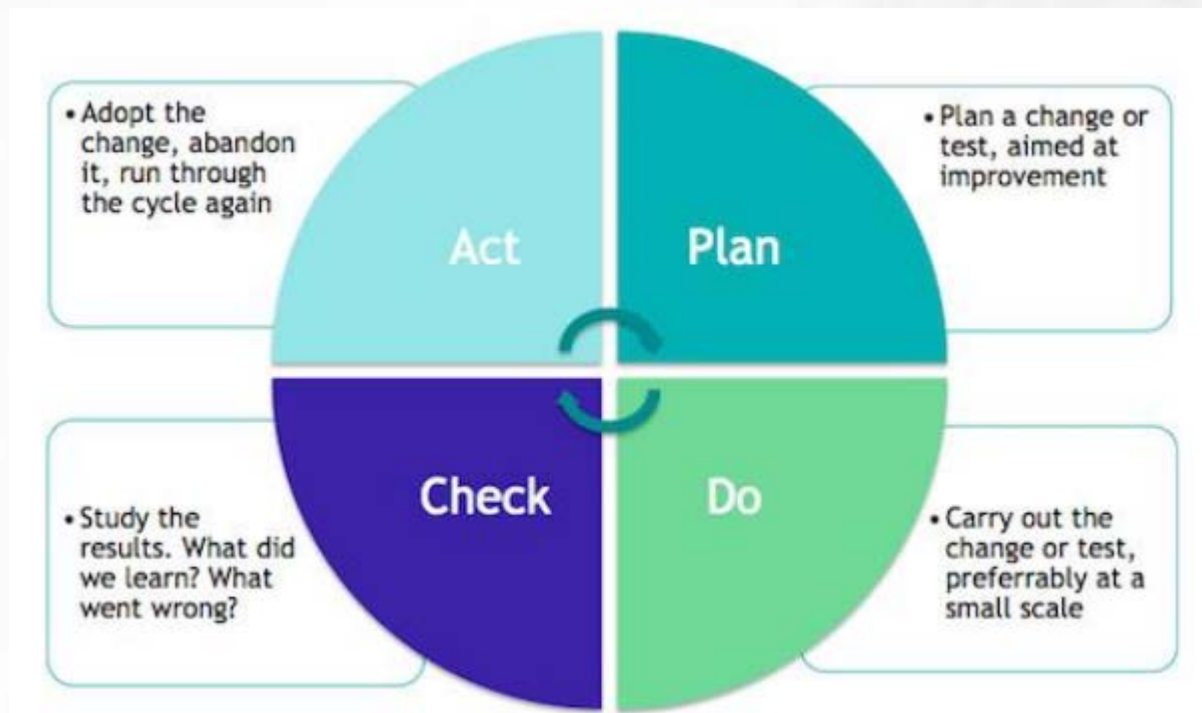 • Adopt the
change, abandon
it, run through
the cycle again
Act
Plan
• Plan a change or
test, aimed at
improvement
• Study the
results. What did
we learn? What
went wrong?
Check
Do
• Carry out the
change or test,
preferrably at a
small scale